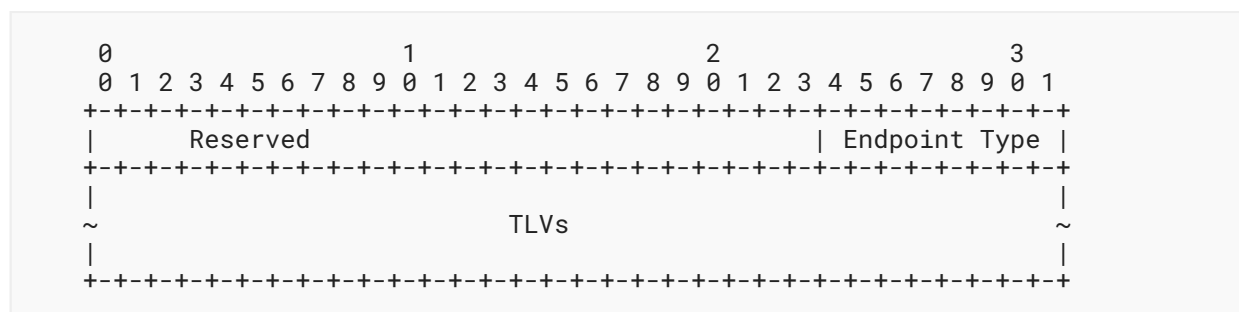 0                   1                   2                   3
 0 1 2 3 4 5 6 7 8 9 0 1 2 3 4 5 6 7 8 9 0 1 2 3 4 5 6 7 8 9 0 1
+-+-+-+-+-+-+-+-+-+-+-+-+-+-+-+-+-+-+-+-+-+-+-+-+-+-+-+-+-+-+-+-+
|      Reserved                                 | Endpoint Type |
+-+-+-+-+-+-+-+-+-+-+-+-+-+-+-+-+-+-+-+-+-+-+-+-+-+-+-+-+-+-+-+-+
|                                                               |
~                           TLVs                                ~
|                                                               |
+-+-+-+-+-+-+-+-+-+-+-+-+-+-+-+-+-+-+-+-+-+-+-+-+-+-+-+-+-+-+-+-+